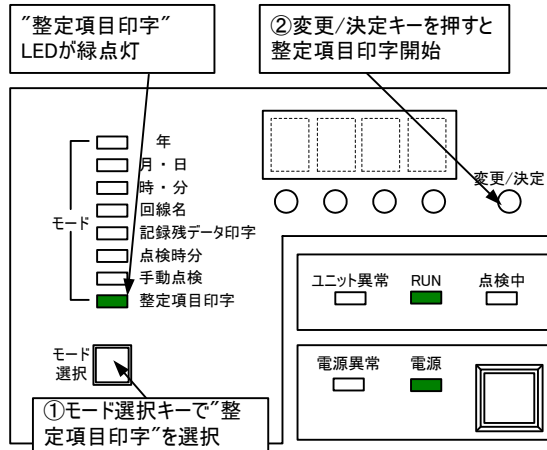 ″整定項目印字″
LEDが緑点灯
②変更/決定キーを押すと
整定項目印字開始
年
月・日
時・分
回線名
記録残データ印字
点検時分
手動点検
整定項目印字
モード
変更/決定
ユニット異常
RUN
点検中
モード
選択
電源異常
電源
①モード選択キーで″整
定項目印字″を選択